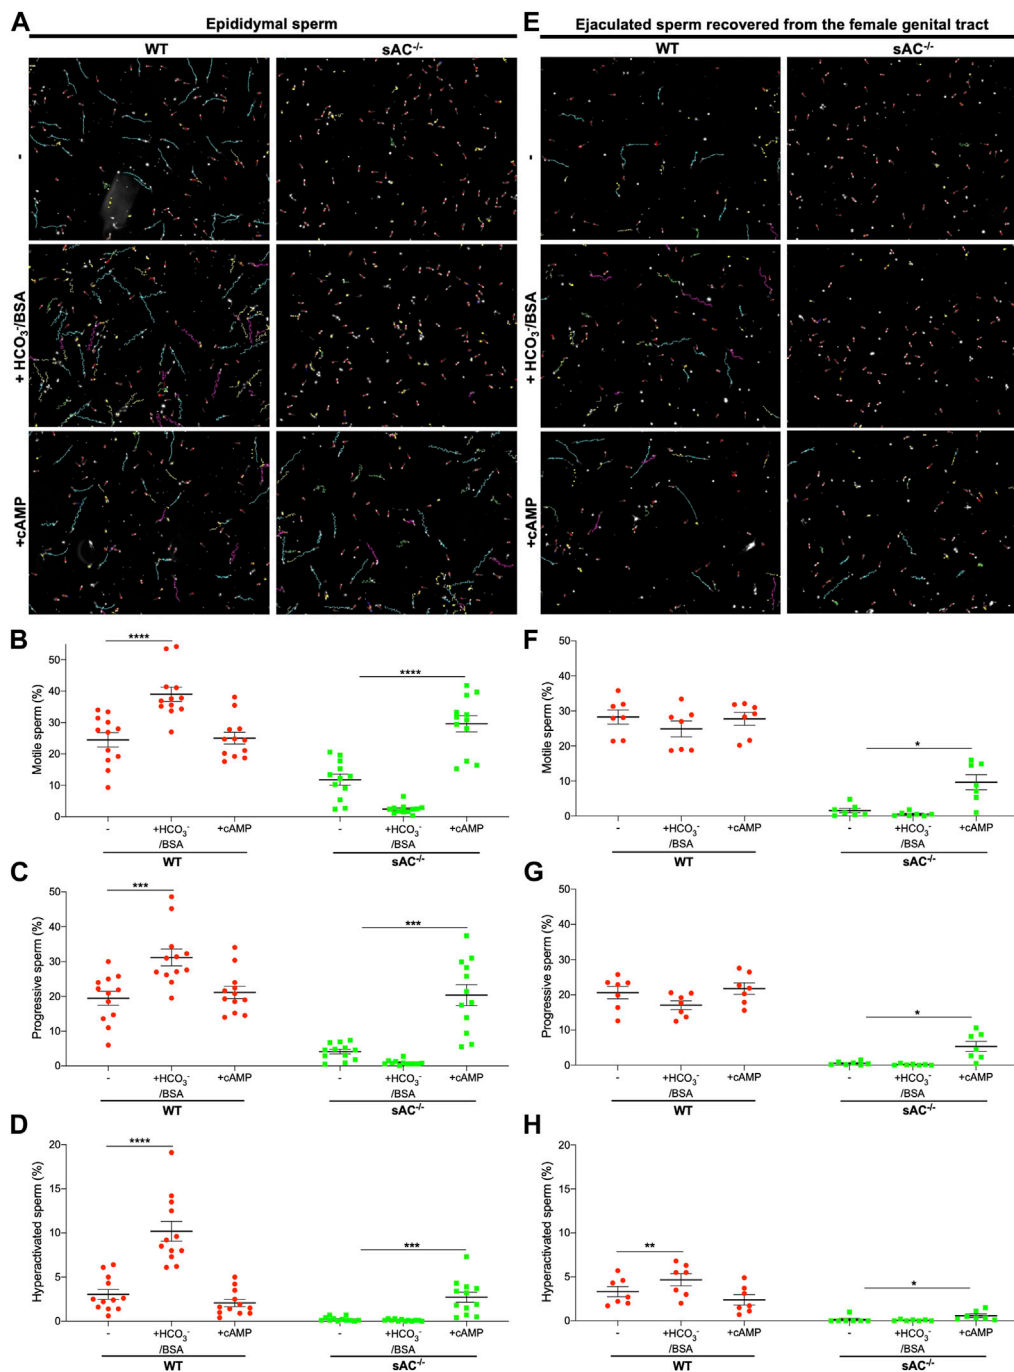 A Epididymal sperm
WT sAC-/-
-
+ HCO3-/BSA
+cAMP
E Ejaculated sperm recovered from the female genital tract
WT sAC-/-
-
+ HCO3-/BSA
+cAMP
B
Motile sperm (%)
50
40
30
20
10
0
****
****
- +HCO3- +cAMP - +HCO3- +cAMP
/BSA /BSA
WT sAC-/-
F
Motile sperm (%)
50
40
30
20
10
0
*
- +HCO3- +cAMP - +HCO3- +cAMP
/BSA /BSA
WT sAC-/-
C
Progressive sperm (%)
50
40
30
20
10
0
***
***
- +HCO3- +cAMP - +HCO3- +cAMP
/BSA /BSA
WT sAC-/-
G
Progressive sperm (%)
50
40
30
20
10
0
*
- +HCO3- +cAMP - +HCO3- +cAMP
/BSA /BSA
WT sAC-/-
D
Hyperactivated sperm (%)
20
15
10
5
0
****
***
- +HCO3- +cAMP - +HCO3- +cAMP
/BSA /BSA
WT sAC-/-
H
Hyperactivated sperm (%)
20
15
10
5
0
**
*
- +HCO3- +cAMP - +HCO3- +cAMP
/BSA /BSA
WT sAC-/-